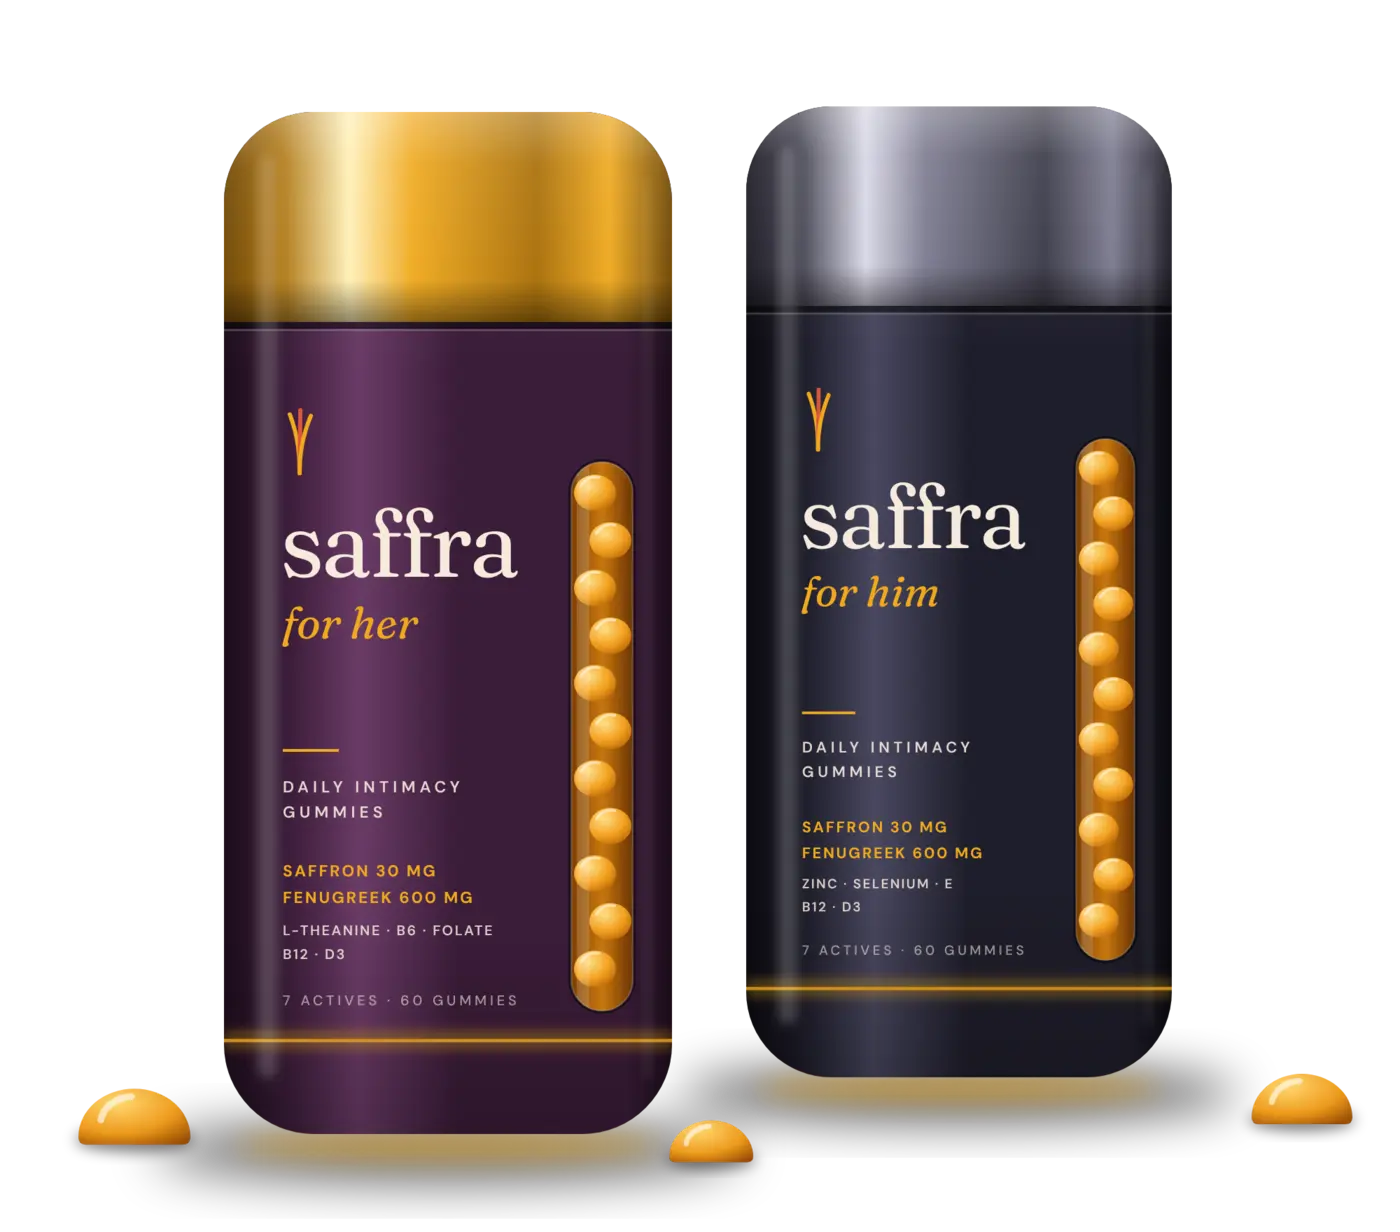 saffra
for her
DAILY INTIMACY
GUMMIES
SAFFRON 30 MG
FENUGREEK 600 MG
L-THEANINE · B6 · FOLATE
B12 · D3
7 ACTIVES · 60 GUMMIES
saffra
for him
DAILY INTIMACY
GUMMIES
SAFFRON 30 MG
FENUGREEK 600 MG
ZINC · SELENIUM · E
B12 · D3
7 ACTIVES · 60 GUMMIES